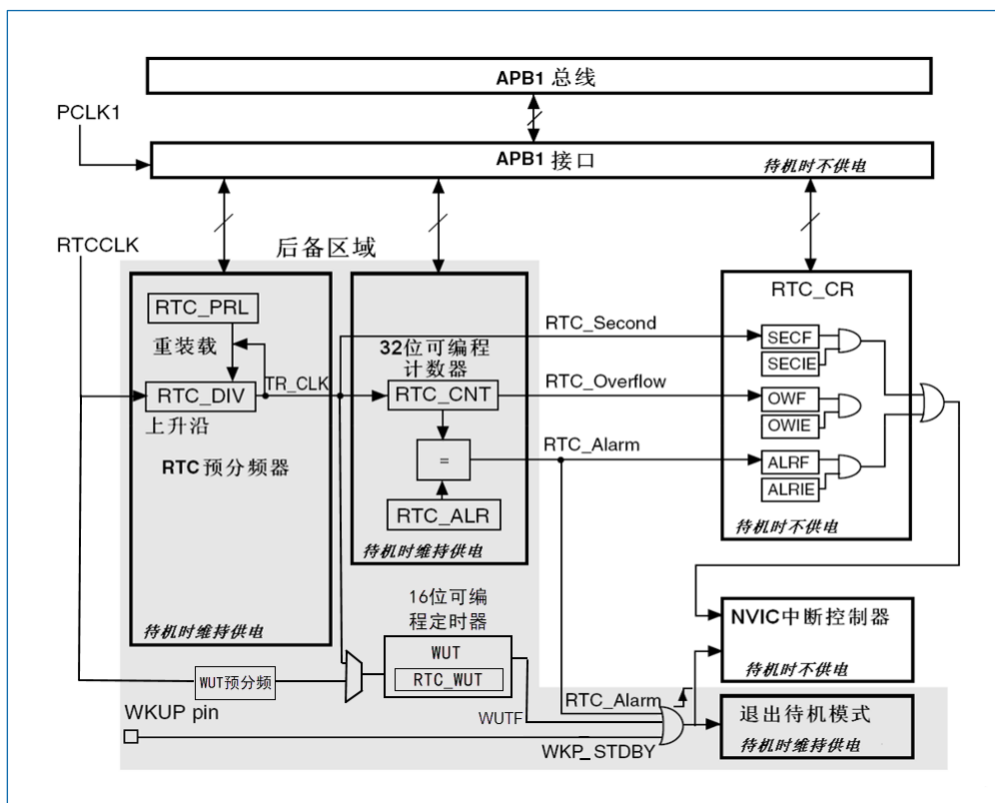 APB1 总线
PCLK1
APB1 接口
待机时不供电
RTCCLK
后备区域
RTC_PRL
重装载
RTC_DIV
TR_CLK
上升沿
RTC预分频器
待机时维持供电
32位可编程
计数器
RTC_CNT
=
RTC_ALR
待机时维持供电
RTC_Second
RTC_Overflow
RTC_Alarm
RTC_CR
SECF
SECIE
OWF
OWIE
ALRF
ALRIE
待机时不供电
16位可编
程定时器
WUT
RTC_WUT
WUT预分频
WKUP pin
WUTF
RTC_Alarm
WKP_STDBY
NVIC中断控制器
待机时不供电
退出待机模式
待机时维持供电